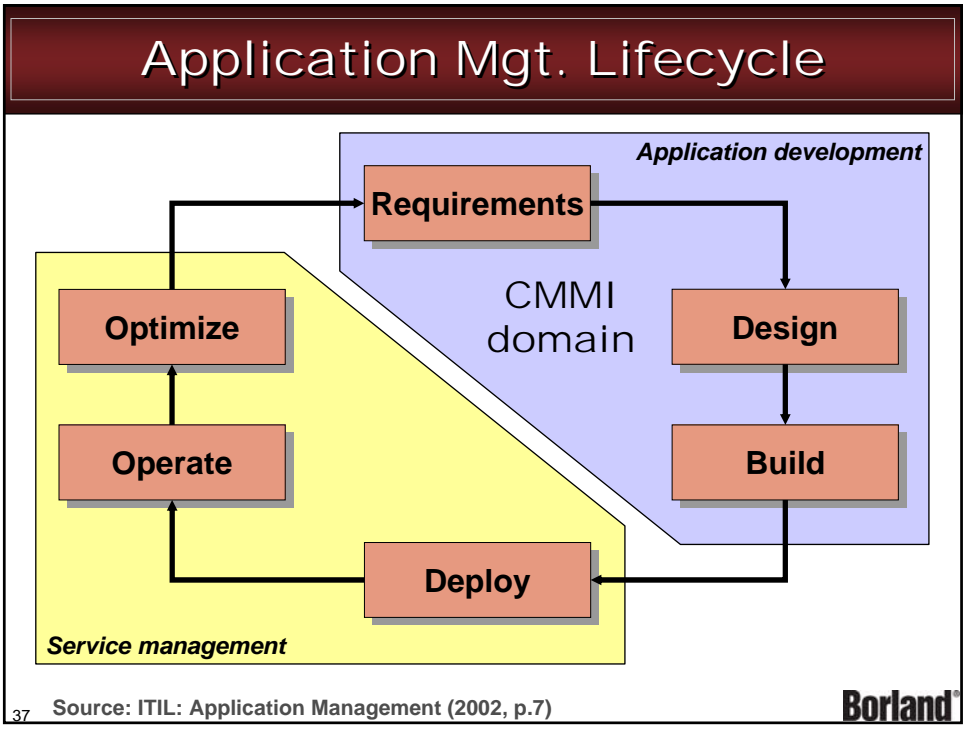 Application Mgt. Lifecycle
Application development
Requirements
CMMI
domain
Optimize
Design
Operate
Build
Deploy
Service management
37
Source: ITIL: Application Management (2002, p.7)
Borland®